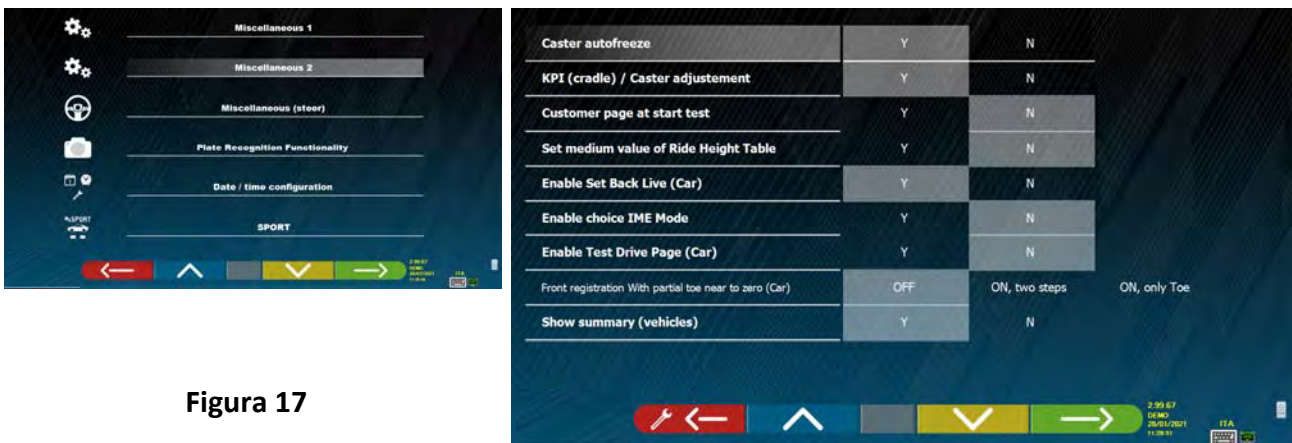 Miscellaneous 1
Miscellaneous 2
Miscellaneous (steer)
Plate Recognition Functionality
Date / time configuration
SPORT
SPORT
2.99.67
DEMO
ITA
Figura 17
Caster autofreeze Y N
KPI (cradle) / Caster adjustement Y N
Customer page at start test Y N
Set medium value of Ride Height Table Y N
Enable Set Back Live (Car) Y N
Enable choice IME Mode Y N
Enable Test Drive Page (Car) Y N
Front registration With partial toe near to zero (Car) OFF ON, two steps ON, only Toe
Show summary (vehicles) Y N
2.99.67
DEMO
28/01/2021
ITA